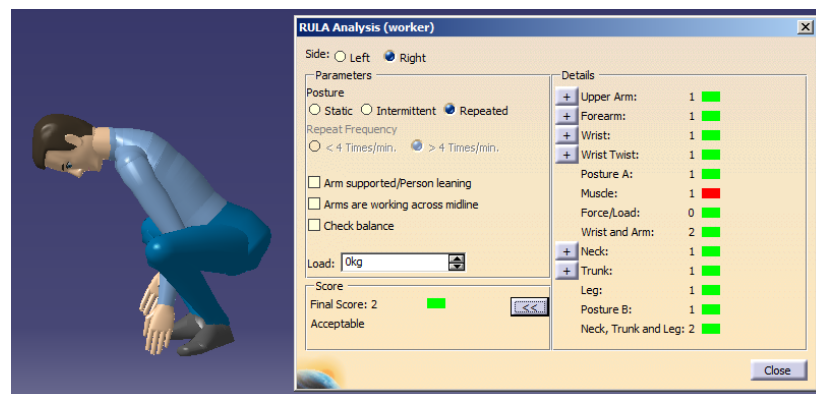 RULA Analysis (worker)
Side: Left Right
Parameters
Posture
Static Intermittent Repeated
Repeat Frequency
< 4 Times/min. > 4 Times/min.
Arm supported/Person leaning
Arms are working across midline
Check balance
Load: 0kg
Score
Final Score: 2
<<
Acceptable
Details
+ Upper Arm: 1
+ Forearm: 1
+ Wrist: 1
+ Wrist Twist: 1
Posture A: 1
Muscle: 1
Force/Load: 0
Wrist and Arm: 2
+ Neck: 1
+ Trunk: 1
Leg: 1
Posture B: 1
Neck, Trunk and Leg: 2
Close